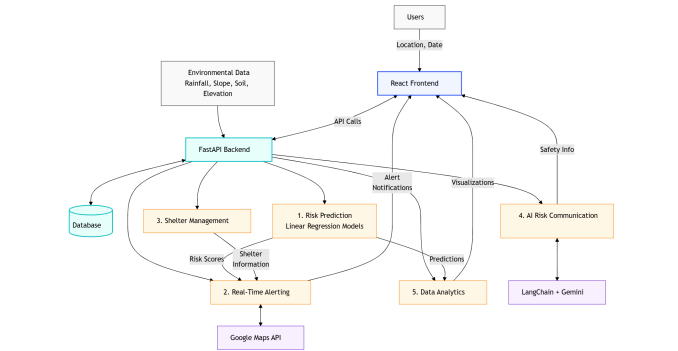 Users
Location, Date
Environmental Data
Rainfall, Slope, Soil,
Elevation
React Frontend
API Calls
FastAPI Backend
Safety Info
Alert
Notifications
Visualizations
Database
3. Shelter Management
1. Risk Prediction
Linear Regression Models
4. AI Risk Communication
Risk Scores
Shelter
Information
Predictions
2. Real-Time Alerting
5. Data Analytics
LangChain + Gemini
Google Maps API